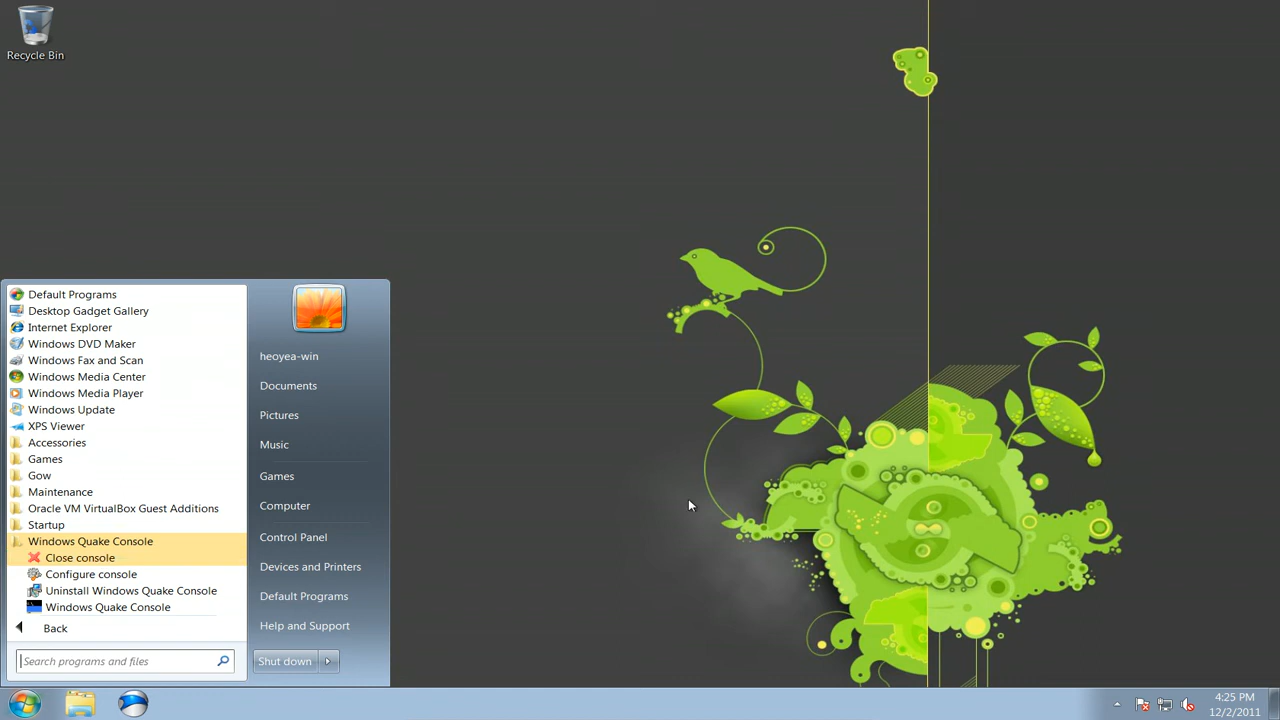 Recycle Bin
Default Programs
Desktop Gadget Gallery
Internet Explorer
Windows DVD Maker
Windows Fax and Scan
Windows Media Center
Windows Media Player
Windows Update
XPS Viewer
Accessories
Games
Gow
Maintenance
Oracle VM VirtualBox Guest Additions
Startup
Windows Quake Console
Close console
Configure console
Uninstall Windows Quake Console
Windows Quake Console
Back
Search programs and files
heoyea-win
Documents
Pictures
Music
Games
Computer
Control Panel
Devices and Printers
Default Programs
Help and Support
Shut down
4:25 PM
12/2/2011